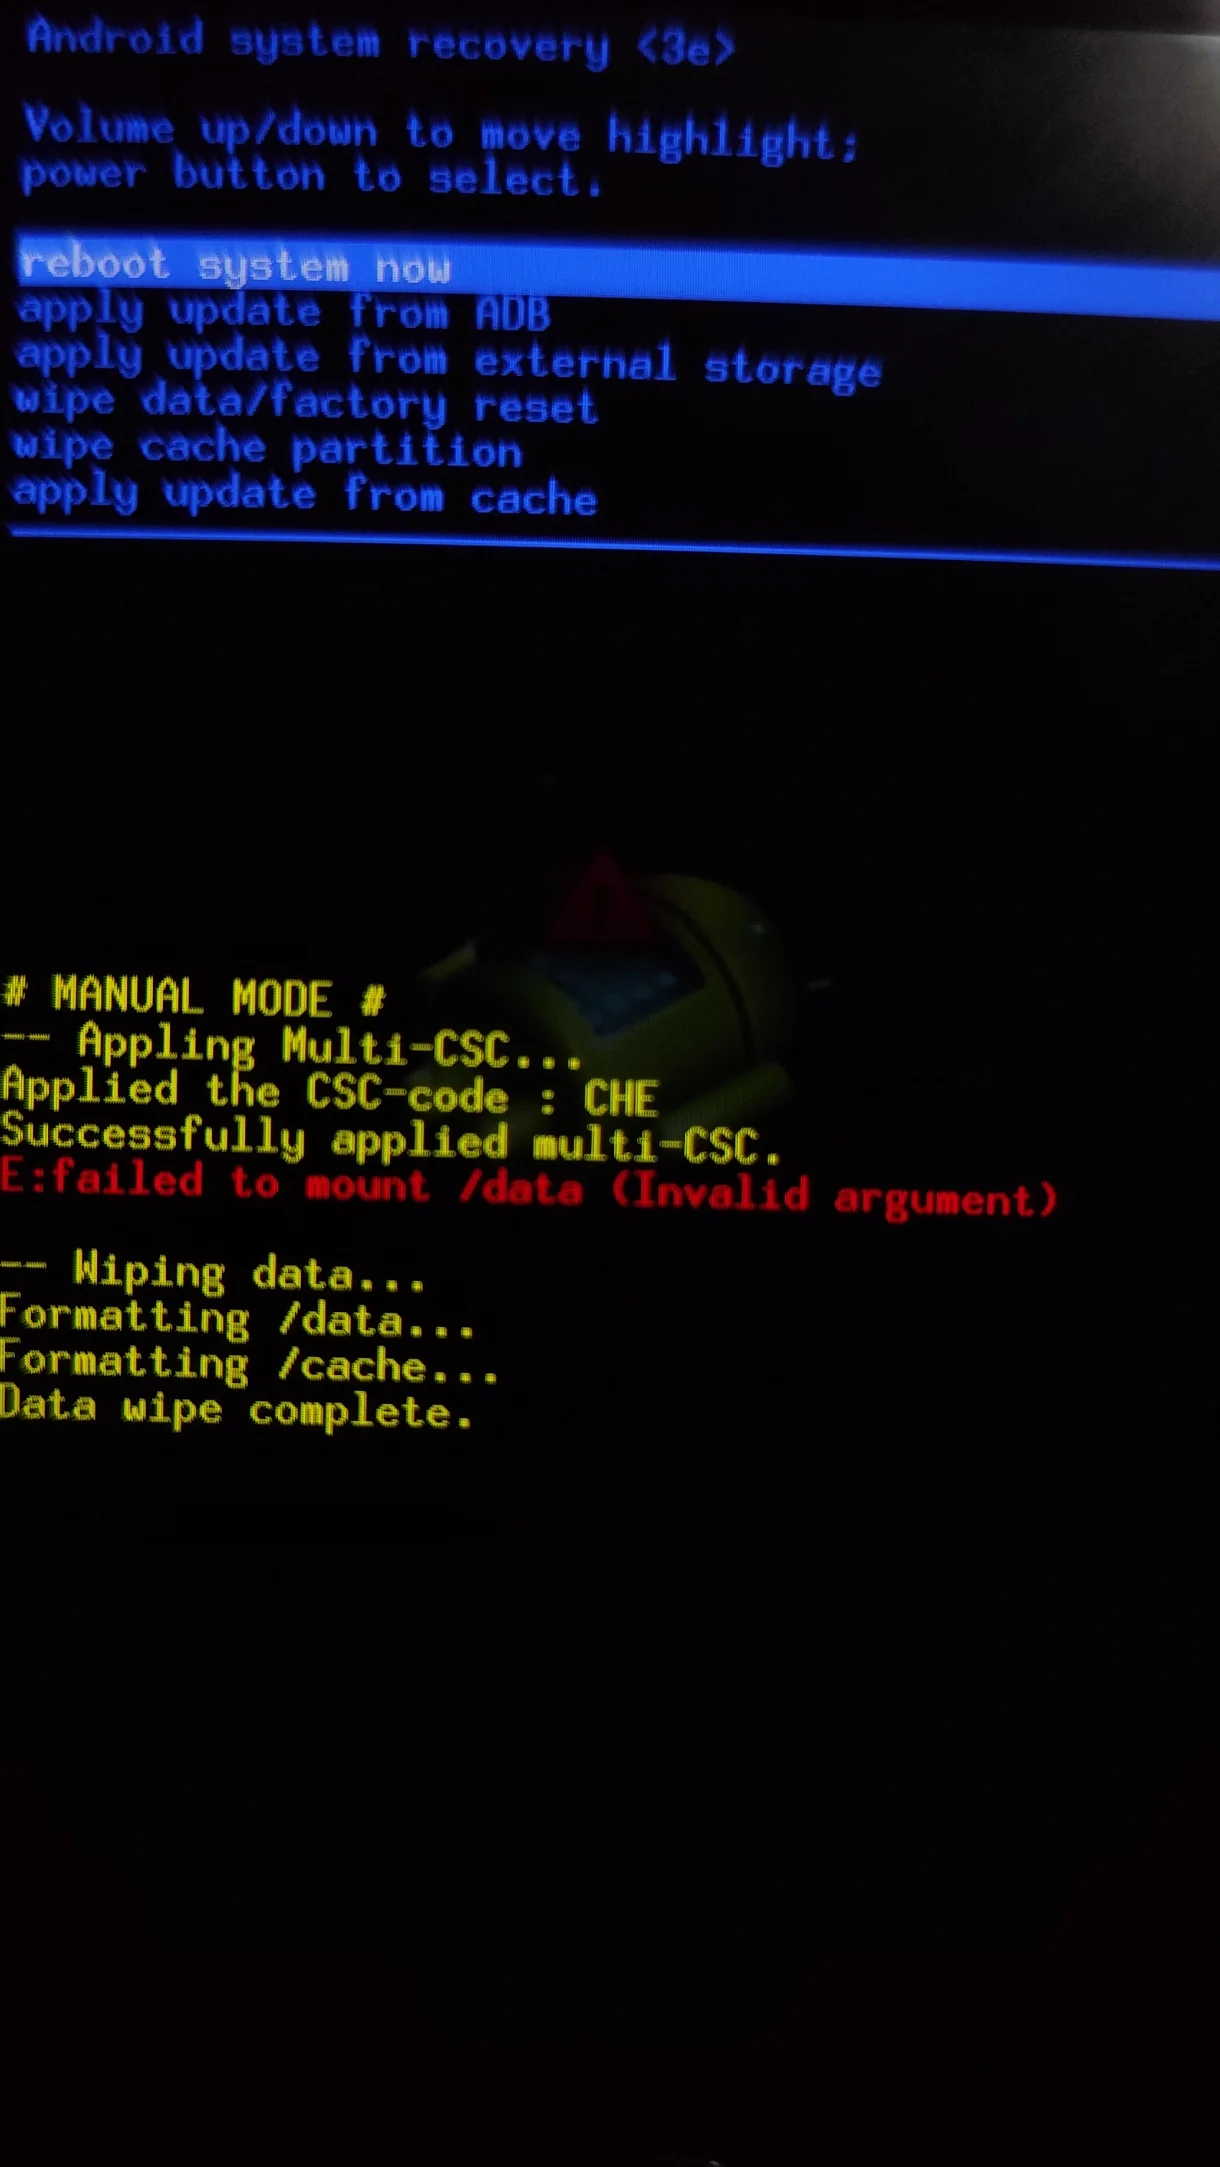 Android system recovery <3e>
Volume up/down to move highlight;
power button to select.
reboot system now
apply update from ADB
apply update from external storage
wipe data/factory reset
wipe cache partition
apply update from cache
# MANUAL MODE #
-- Appling Multi-CSC...
Applied the CSC-code : CHE
Successfully applied multi-CSC.
E:failed to mount /data (Invalid argument)
-- Wiping data...
Formatting /data...
Formatting /cache...
Data wipe complete.